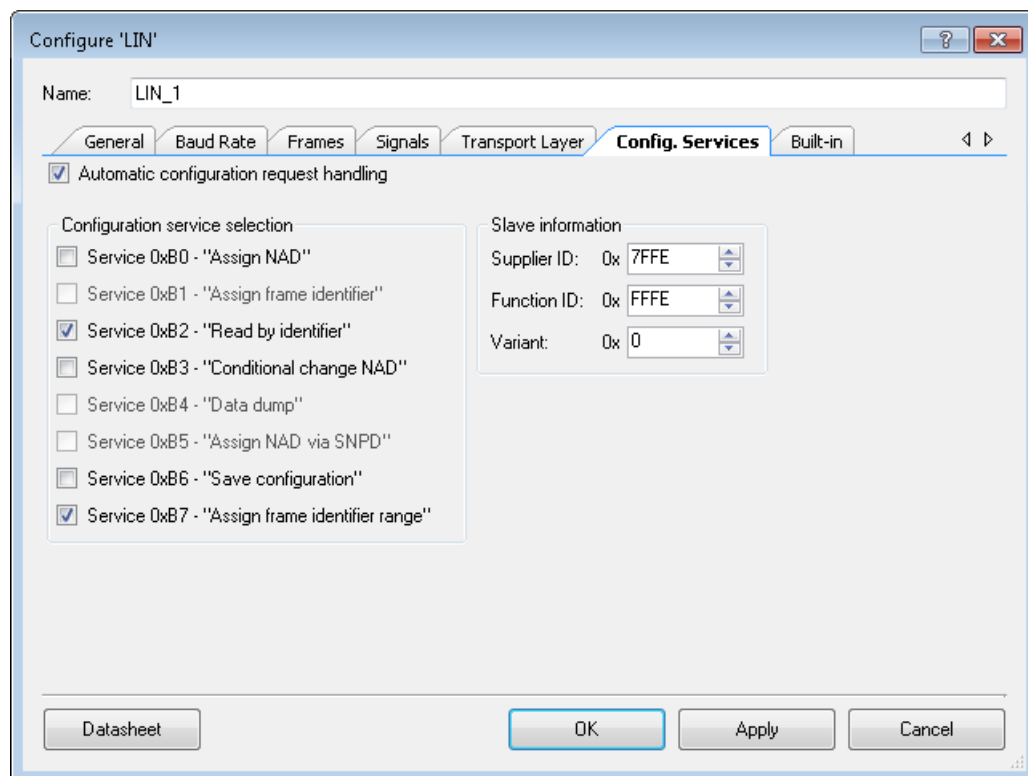 Configure 'LIN'
?
Name: LIN_1
General Baud Rate Frames Signals Transport Layer Config. Services Built-in
Automatic configuration request handling
Configuration service selection
Service 0xB0 - "Assign NAD"
Service 0xB1 - "Assign frame identifier"
Service 0xB2 - "Read by identifier"
Service 0xB3 - "Conditional change NAD"
Service 0xB4 - "Data dump"
Service 0xB5 - "Assign NAD via SNPD"
Service 0xB6 - "Save configuration"
Service 0xB7 - "Assign frame identifier range"
Slave information
Supplier ID: 0x 7FFE
Function ID: 0x FFFE
Variant: 0x 0
Datasheet OK Apply Cancel